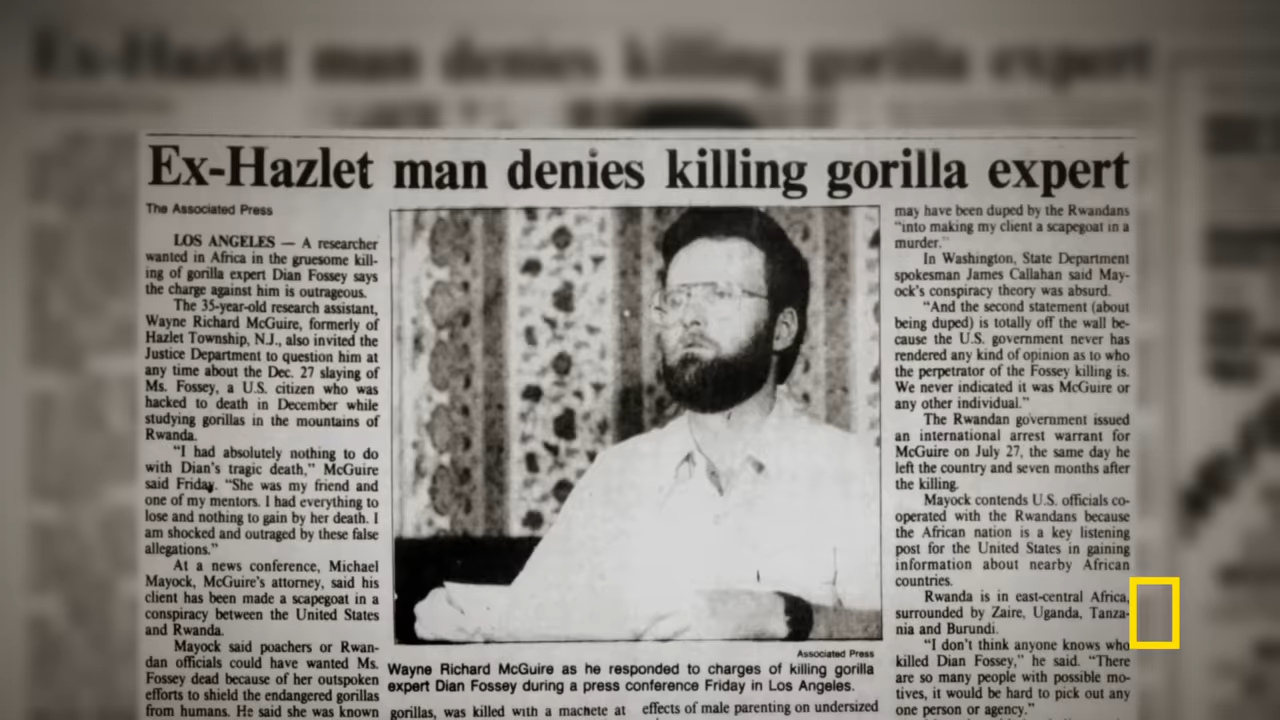 Ex-Hazlet man denies killing gorilla expert
Ex-Hazlet man denies killing gorilla expert
The Associated Press
LOS ANGELES — A researcher
wanted in Africa in the gruesome kill-
ing of gorilla expert Dian Fossey says
the charge against him is outrageous.
The 35-year-old research assistant,
Wayne Richard McGuire, formerly of
Hazlet Township, N.J., also invited the
Justice Department to question him at
any time about the Dec. 27 slaying of
Ms. Fossey, a U.S. citizen who was
hacked to death in December while
studying gorillas in the mountains of
Rwanda.
"I had absolutely nothing to do
with Dian's tragic death," McGuire
said Friday. "She was my friend and
one of my mentors. I had everything to
lose and nothing to gain by her death. I
am shocked and outraged by these false
allegations."
At a news conference, Michael
Mayock, McGuire's attorney, said his
client has been made a scapegoat in a
conspiracy between the United States
and Rwanda.
Mayock said poachers or Rwan-
dan officials could have wanted Ms.
Fossey dead because of her outspoken
efforts to shield the endangered gorillas
from humans. He said she was known
Associated Press
Wayne Richard McGuire as he responded to charges of killing gorilla
expert Dian Fossey during a press conference Friday in Los Angeles.
gorillas, was killed with a machete at
effects of male parenting on undersized
may have been duped by the Rwandans
"into making my client a scapegoat in a
murder."
In Washington, State Department
spokesman James Callahan said May-
ock's conspiracy theory was absurd.
"And the second statement (about
being duped) is totally off the wall be-
cause the U.S. government never has
rendered any kind of opinion as to who
the perpetrator of the Fossey killing is.
We never indicated it was McGuire or
any other individual."
The Rwandan government issued
an international arrest warrant for
McGuire on July 27, the same day he
left the country and seven months after
the killing.
Mayock contends U.S. officials co-
operated with the Rwandans because
the African nation is a key listening
post for the United States in gaining
information about nearby African
countries.
Rwanda is in east-central Africa,
surrounded by Zaire, Uganda, Tanza-
nia and Burundi.
"I don't think anyone knows who
killed Dian Fossey," he said. "There
are so many people with possible mo-
tives, it would be hard to pick out any
one person or agency."